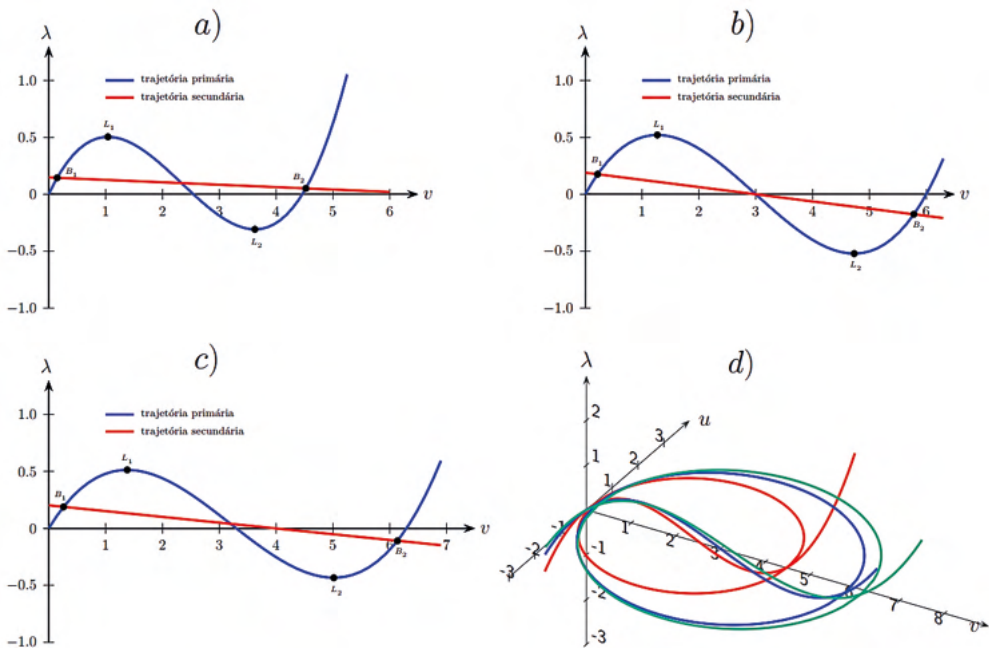 a)
λ
1.0
0.5
0
−0.5
−1.0
trajetória primária
trajetória secundária
L₁
B₁
B₂
L₂
1 2 3 4 5 6
v
b)
λ
1.0
0.5
0
−0.5
−1.0
trajetória primária
trajetória secundária
L₁
B₁
B₂
L₂
1 2 3 4 5 6
v
c)
λ
1.0
0.5
0
−0.5
−1.0
trajetória primária
trajetória secundária
L₁
B₁
B₂
L₂
1 2 3 4 5 6 7
v
d)
λ
2
1
-1
-2
-3
u
3
2
1
-1
-2
-3
1 2 3 4 5 6 7 8
v